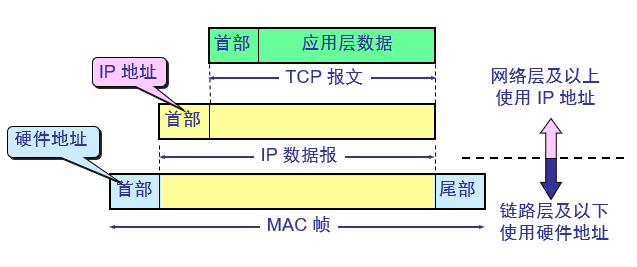 首部
应用层数据
IP 地址
TCP 报文
网络层及以上
使用 IP 地址
首部
硬件地址
IP 数据报
首部
尾部
链路层及以下
使用硬件地址
MAC 帧